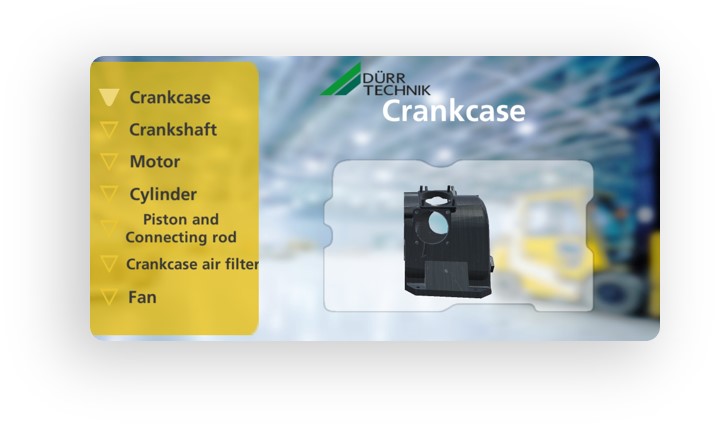 Crankcase
Crankshaft
Motor
Cylinder
Piston and
Connecting rod
Crankcase air filter
Fan
DÜRR
TECHNIK
Crankcase